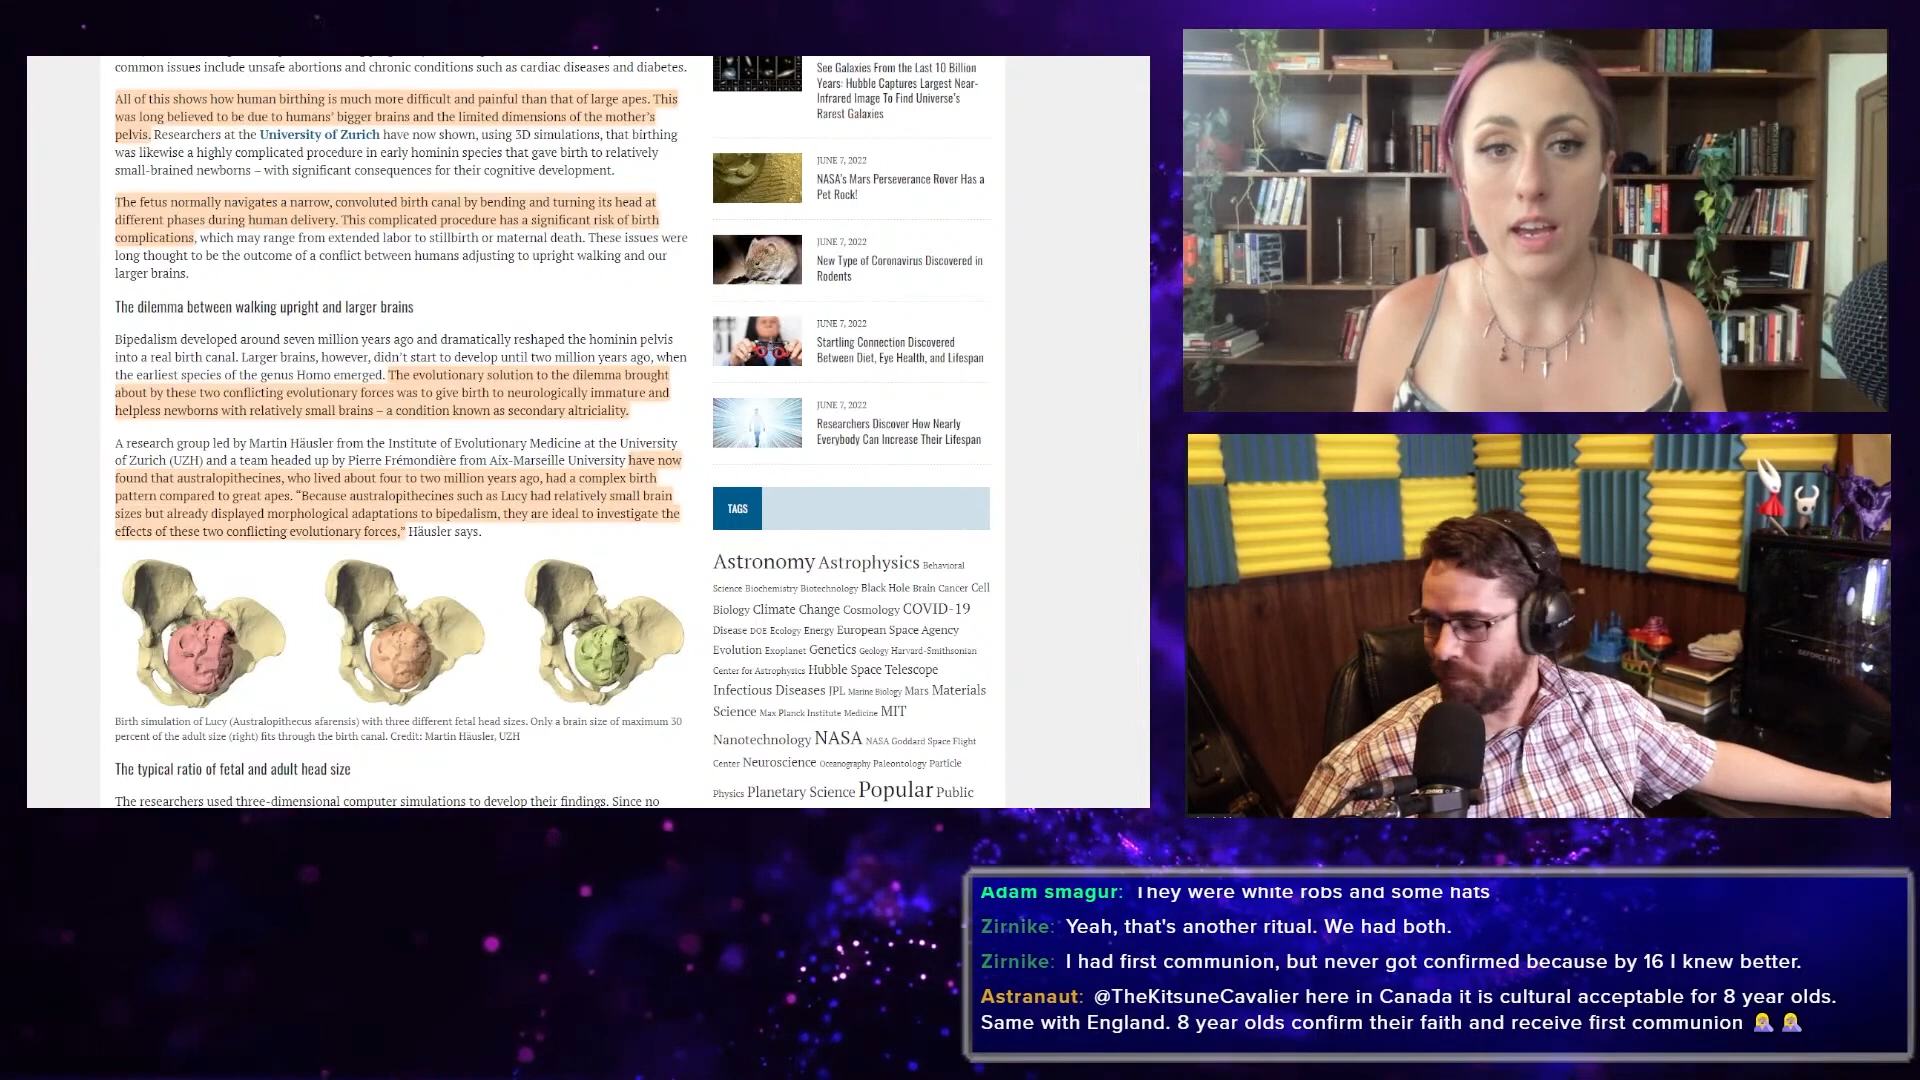 common issues include unsafe abortions and chronic conditions such as cardiac diseases and diabetes.
All of this shows how human birthing is much more difficult and painful than that of large apes. This
was long believed to be due to humans' bigger brains and the limited dimensions of the mother's
pelvis. Researchers at the University of Zurich have now shown, using 3D simulations, that birthing
was likewise a highly complicated procedure in early hominin species that gave birth to relatively
small-brained newborns – with significant consequences for their cognitive development.
The fetus normally navigates a narrow, convoluted birth canal by bending and turning its head at
different phases during human delivery. This complicated procedure has a significant risk of birth
complications, which may range from extended labor to stillbirth or maternal death. These issues were
long thought to be the outcome of a conflict between humans adjusting to upright walking and our
larger brains.
The dilemma between walking upright and larger brains
Bipedalism developed around seven million years ago and dramatically reshaped the hominin pelvis
into a real birth canal. Larger brains, however, didn't start to develop until two million years ago, when
the earliest species of the genus Homo emerged. The evolutionary solution to the dilemma brought
about by these two conflicting evolutionary forces was to give birth to neurologically immature and
helpless newborns with relatively small brains – a condition known as secondary altriciality.
A research group led by Martin Häusler from the Institute of Evolutionary Medicine at the University
of Zurich (UZH) and a team headed up by Pierre Frémondière from Aix-Marseille University have now
found that australopithecines, who lived about four to two million years ago, had a complex birth
pattern compared to great apes. “Because australopithecines such as Lucy had relatively small brain
sizes but already displayed morphological adaptations to bipedalism, they are ideal to investigate the
effects of these two conflicting evolutionary forces,” Häusler says.
Birth simulation of Lucy (Australopithecus afarensis) with three different fetal head sizes. Only a brain size of maximum 30
percent of the adult size (right) fits through the birth canal. Credit: Martin Häusler, UZH
The typical ratio of fetal and adult head size
The researchers used three-dimensional computer simulations to develop their findings. Since no
See Galaxies From the Last 10 Billion
Years: Hubble Captures Largest Near-
Infrared Image To Find Universe's
Rarest Galaxies
JUNE 7, 2022
NASA's Mars Perseverance Rover Has a
Pet Rock!
JUNE 7, 2022
New Type of Coronavirus Discovered in
Rodents
JUNE 7, 2022
Startling Connection Discovered
Between Diet, Eye Health, and Lifespan
JUNE 7, 2022
Researchers Discover How Nearly
Everybody Can Increase Their Lifespan
TAGS
Astronomy Astrophysics Behavioral
Science Biochemistry Biotechnology Black Hole Brain Cancer Cell
Biology Climate Change Cosmology COVID-19
Disease DOE Ecology Energy European Space Agency
Evolution Exoplanet Genetics Geology Harvard-Smithsonian
Center for Astrophysics Hubble Space Telescope
Infectious Diseases JPL Marine Biology Mars Materials
Science Max Planck Institute Medicine MIT
Nanotechnology NASA NASA Goddard Space Flight
Center Neuroscience Oceanography Paleontology Particle
Physics Planetary Science Popular Public
GEFORCE RTX
Adam smagur: They were white robs and some hats
Zirnike: Yeah, that's another ritual. We had both.
Zirnike: I had first communion, but never got confirmed because by 16 I knew better.
Astranaut: @TheKitsuneCavalier here in Canada it is cultural acceptable for 8 year olds.
Same with England. 8 year olds confirm their faith and receive first communion